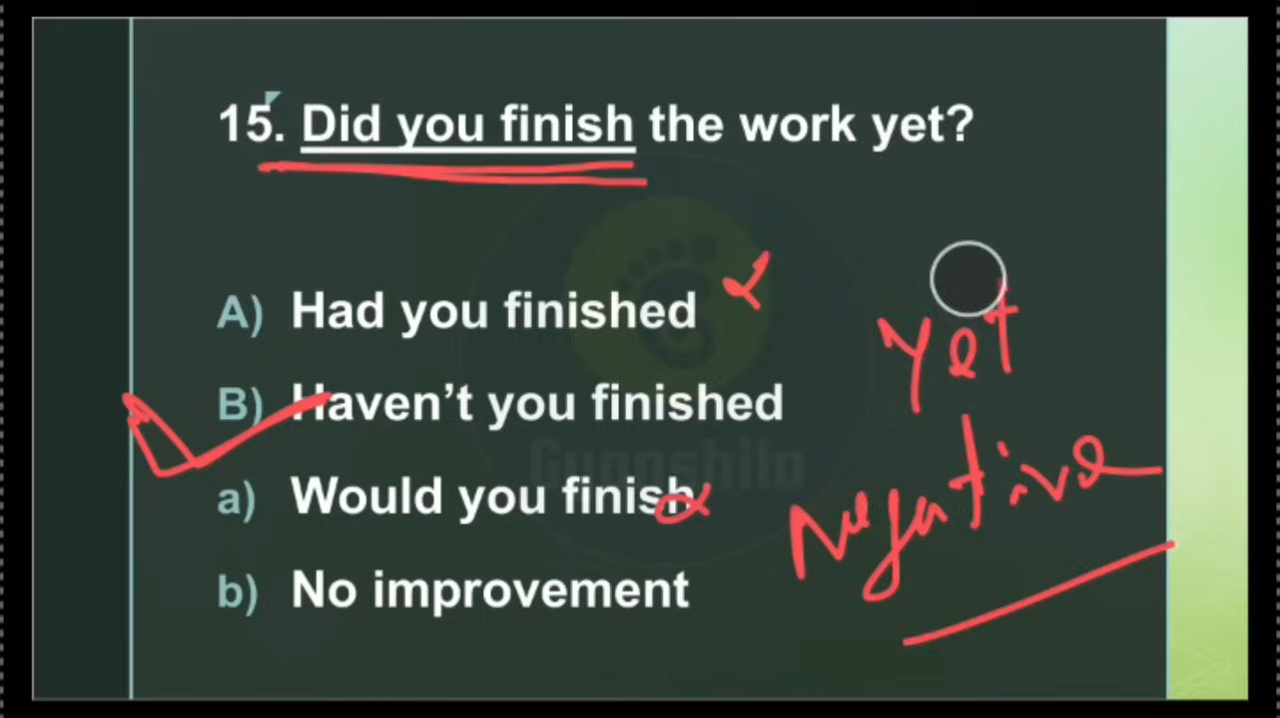 15. Did you finish the work yet?
A) Had you finished
B) Haven't you finished
a) Would you finish
b) No improvement
yet
Negative
Gyanshila